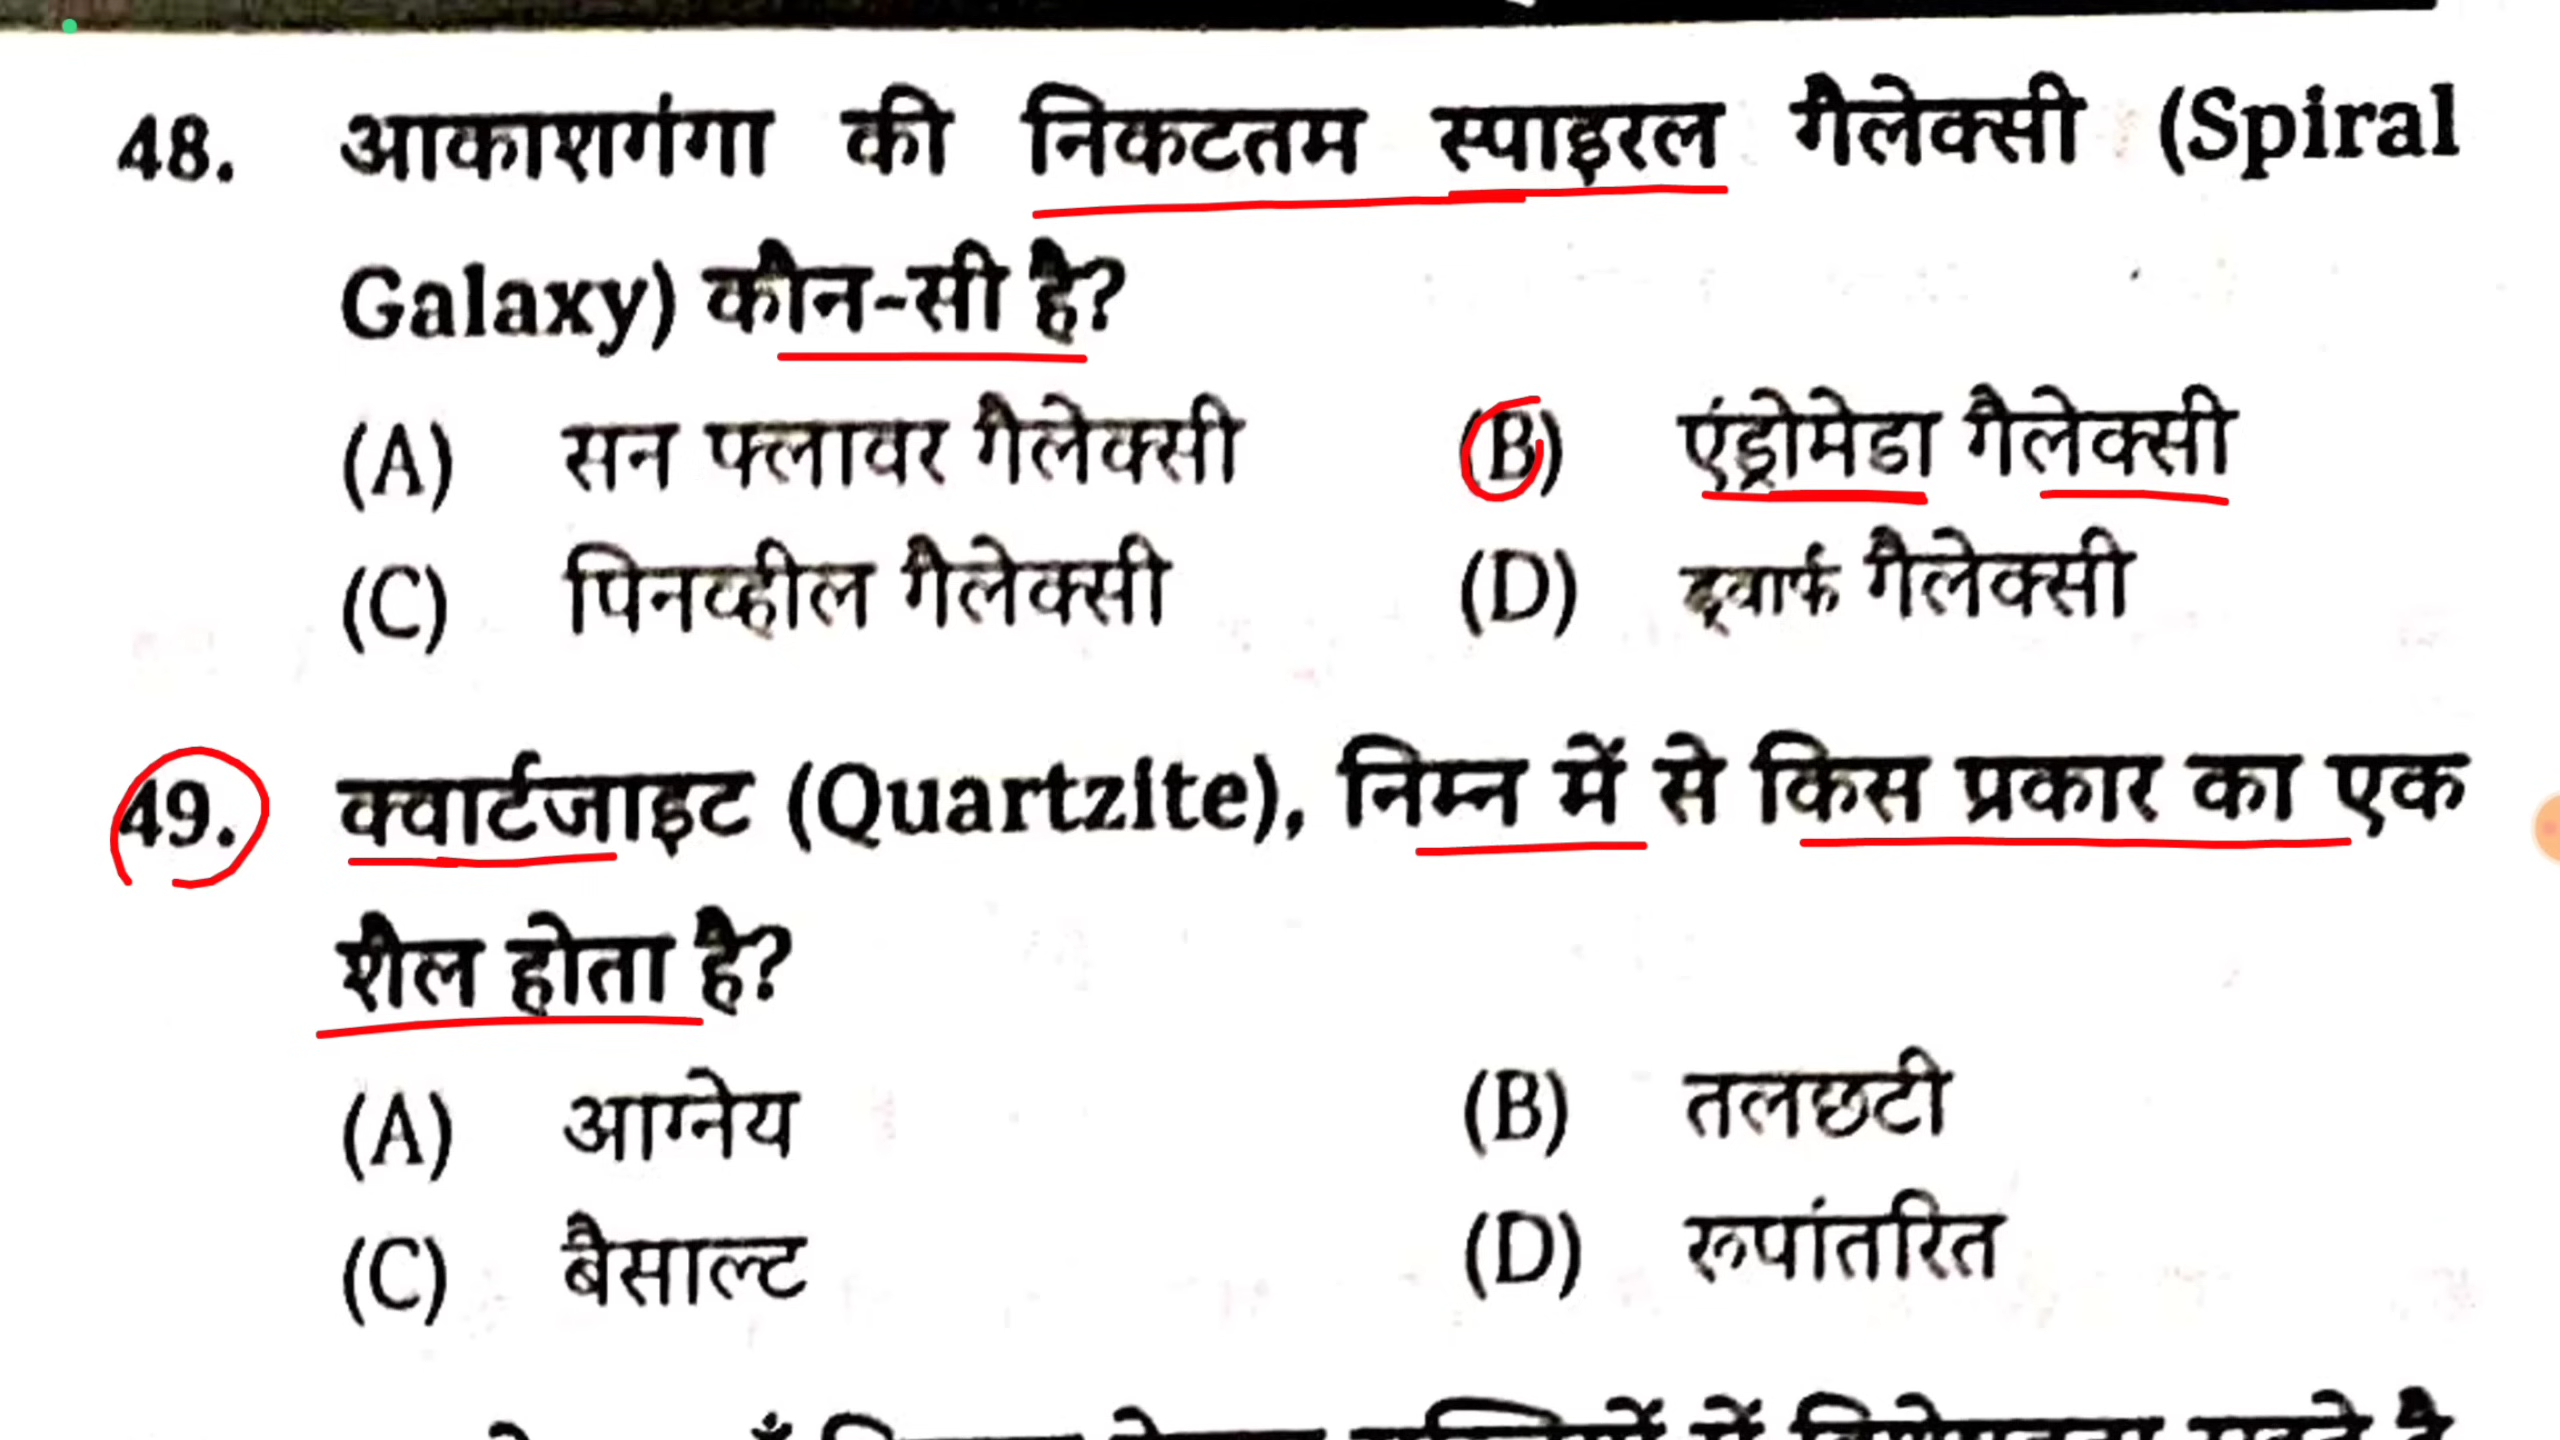 48. आकाशगंगा की निकटतम स्पाइरल गैलेक्सी (Spiral
Galaxy) कौन-सी है?
(A) सन फ्लावर गैलेक्सी (B) एंड्रोमेडा गैलेक्सी
(C) पिनव्हील गैलेक्सी (D) ड्वार्फ गैलेक्सी
49. क्वार्टजाइट (Quartzite), निम्न में से किस प्रकार का एक
शैल होता है?
(A) आग्नेय (B) तलछटी
(C) बैसाल्ट (D) रूपांतरित